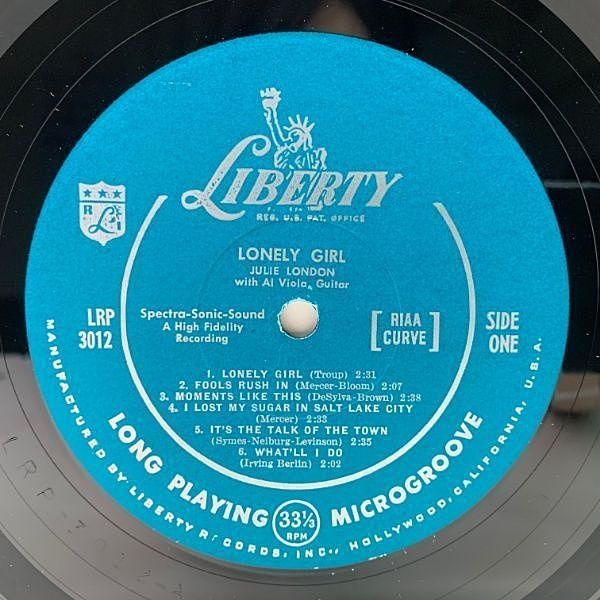 LIBERTY
REG. U.S. PAT. OFFICE
LONELY GIRL
JULIE LONDON
with Al Viola, Guitar
LRP
3012
Spectra-Sonic-Sound
A High Fidelity
Recording
RIAA
CURVE
SIDE
ONE
1. LONELY GIRL (Troup) 2:31
2. FOOLS RUSH IN (Mercer-Bloom) 2:07
3. MOMENTS LIKE THIS (DeSylva-Brown) 2:38
4. I LOST MY SUGAR IN SALT LAKE CITY
(Mercer) 2:33
5. IT'S THE TALK OF THE TOWN
(Symes-Neiburg-Levinson) 2:35
6. WHAT'LL I DO
(Irving Berlin) 2:02
LONG PLAYING 33⅓ RPM MICROGROOVE
MANUFACTURED BY LIBERTY RECORDS, INC., HOLLYWOOD, CALIFORNIA, U.S.A.